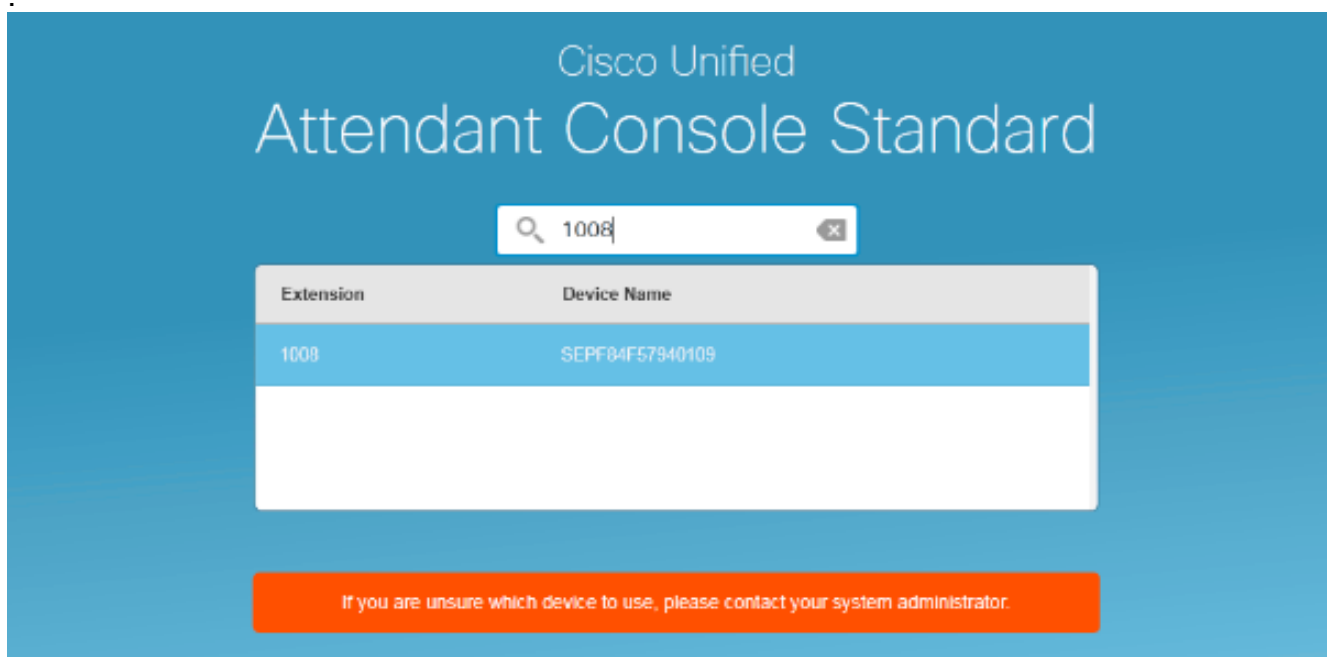 .
Cisco Unified
Attendant Console Standard
1008
Extension Device Name
1008 SEPF84F57940109
If you are unsure which device to use, please contact your system administrator.